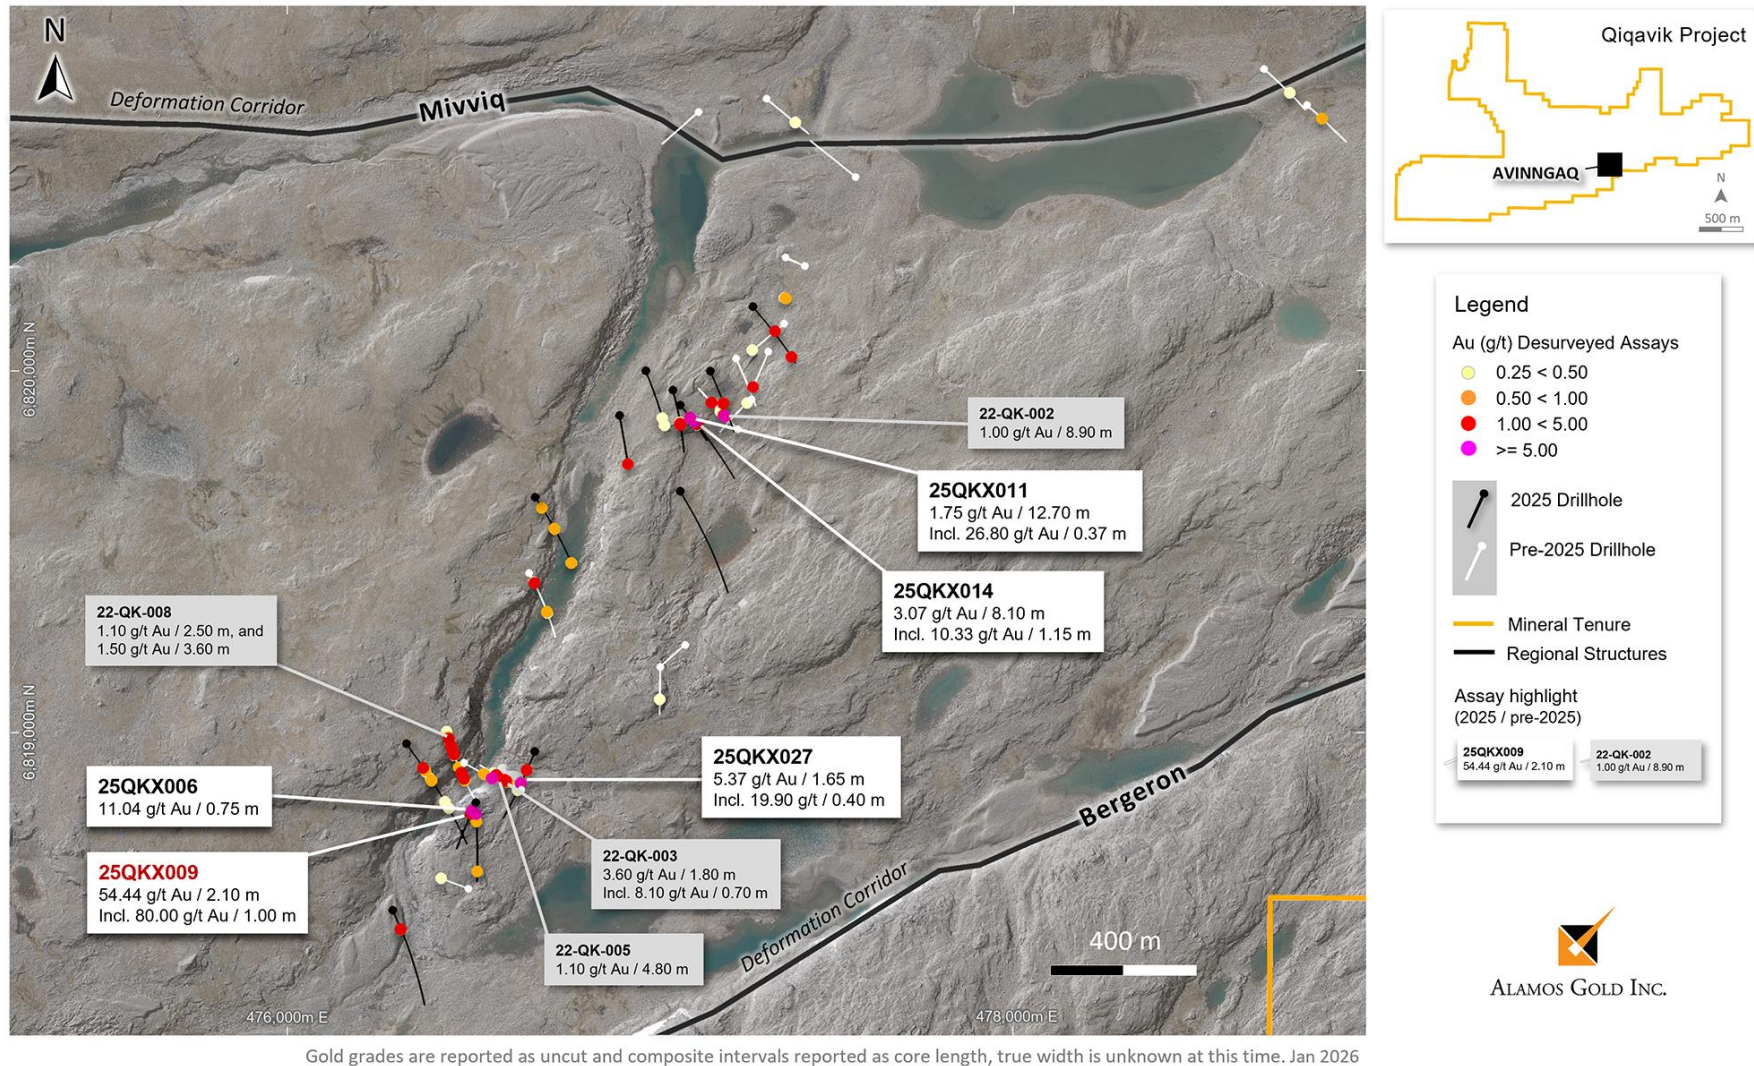 N
Deformation Corridor
Mivviq
6,820,000m N
22-QK-002
1.00 g/t Au / 8.90 m
25QKX011
1.75 g/t Au / 12.70 m
Incl. 26.80 g/t Au / 0.37 m
25QKX014
3.07 g/t Au / 8.10 m
Incl. 10.33 g/t Au / 1.15 m
22-QK-008
1.10 g/t Au / 2.50 m, and
1.50 g/t Au / 3.60 m
6,819,000m N
25QKX006
11.04 g/t Au / 0.75 m
25QKX027
5.37 g/t Au / 1.65 m
Incl. 19.90 g/t / 0.40 m
Bergeron
25QKX009
54.44 g/t Au / 2.10 m
Incl. 80.00 g/t Au / 1.00 m
22-QK-003
3.60 g/t Au / 1.80 m
Incl. 8.10 g/t Au / 0.70 m
22-QK-005
1.10 g/t Au / 4.80 m
Deformation Corridor
400 m
476,000m E
478,000m E
Qiqavik Project
AVINNGAQ
N
500 m
Legend
Au (g/t) Desurveyed Assays
0.25 < 0.50
0.50 < 1.00
1.00 < 5.00
>= 5.00
2025 Drillhole
Pre-2025 Drillhole
Mineral Tenure
Regional Structures
Assay highlight
(2025 / pre-2025)
25QKX009
54.44 g/t Au / 2.10 m
22-QK-002
1.00 g/t Au / 8.90 m
ALAMOS GOLD INC.
Gold grades are reported as uncut and composite intervals reported as core length, true width is unknown at this time. Jan 2026